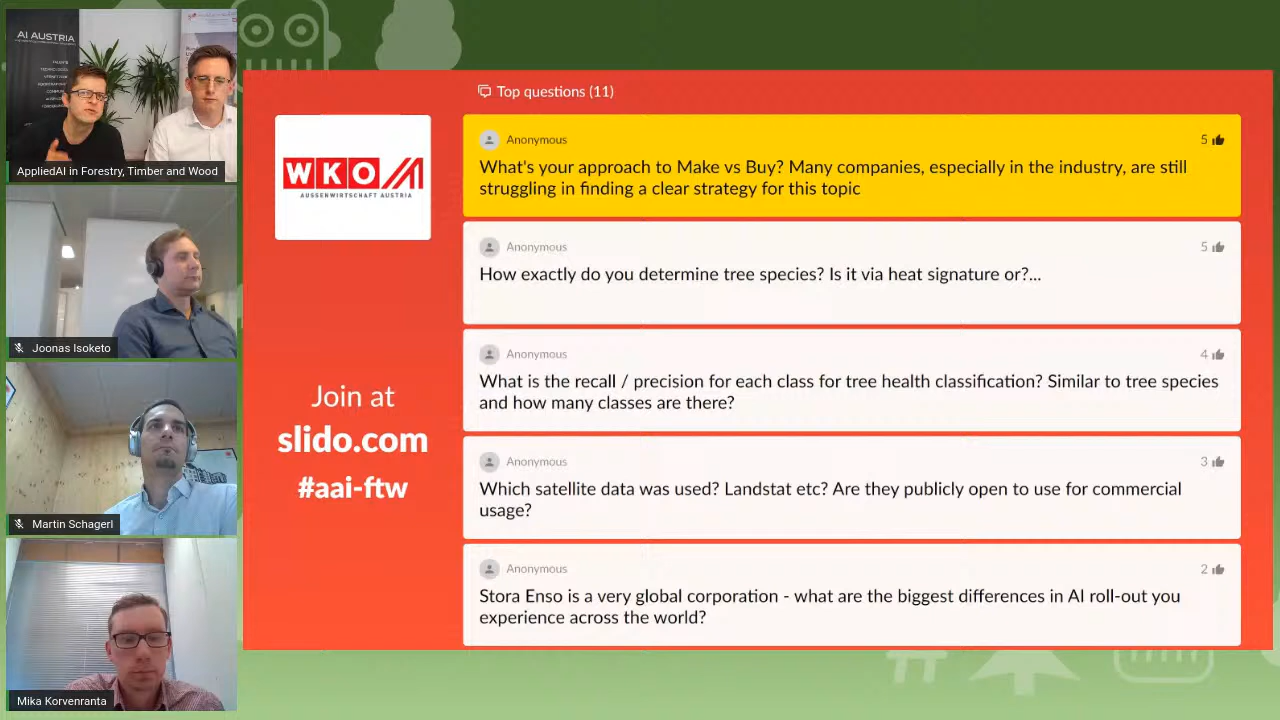 AI AUSTRIA
TALENTS
AppliedAI in Forestry, Timber and Wood
Joonas Isoketo
Martin Schagerl
Mika Korvenranta
WKO
AUSSENWIRTSCHAFT AUSTRIA
Join at
slido.com
#aai-ftw
Top questions (11)
Anonymous
5
What's your approach to Make vs Buy? Many companies, especially in the industry, are still
struggling in finding a clear strategy for this topic
Anonymous
5
How exactly do you determine tree species? Is it via heat signature or?...
Anonymous
4
What is the recall / precision for each class for tree health classification? Similar to tree species
and how many classes are there?
Anonymous
3
Which satellite data was used? Landstat etc? Are they publicly open to use for commercial
usage?
Anonymous
2
Stora Enso is a very global corporation - what are the biggest differences in AI roll-out you
experience across the world?
#